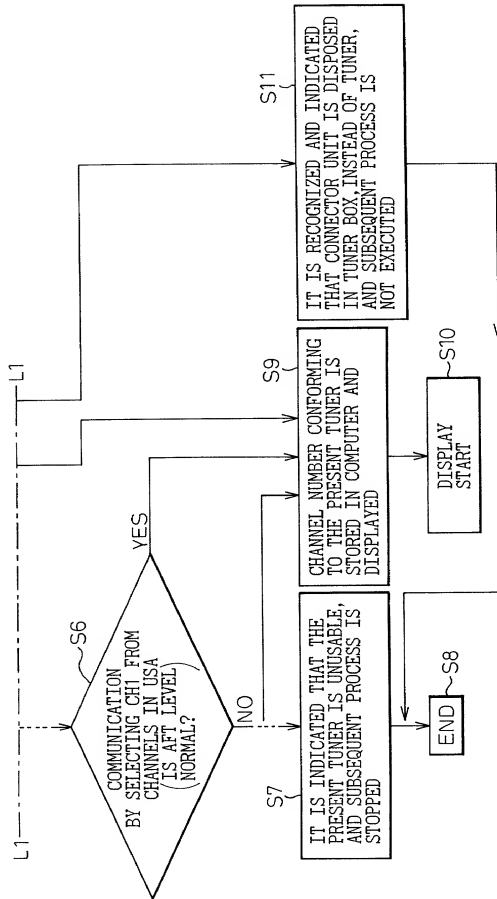 L1
L1
S6
COMMUNICATION
BY SELECTING CH1 FROM
CHANNELS IN USA
(IS AFT LEVEL
NORMAL?)
YES
NO
S7
IT IS INDICATED THAT THE
PRESENT TUNER IS UNUSABLE,
AND SUBSEQUENT PROCESS IS
STOPPED
S8
END
S9
CHANNEL NUMBER CONFORMING
TO THE PRESENT TUNER IS
STORED IN COMPUTER AND
DISPLAYED
S10
DISPLAY
START
S11
IT IS RECOGNIZED AND INDICATED
THAT CONNECTOR UNIT IS DISPOSED
IN TUNER BOX,INSTEAD OF TUNER,
AND SUBSEQUENT PROCESS IS
NOT EXECUTED